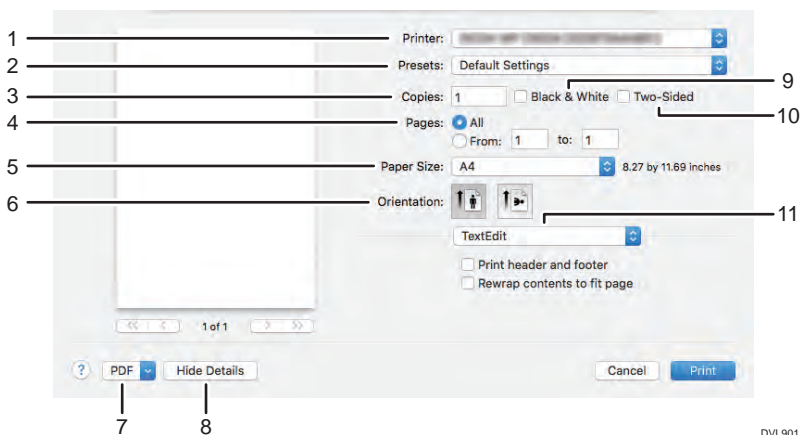 1 Printer:
2 Presets: Default Settings
9
3 Copies: 1 Black & White Two-Sided
10
4 Pages: All
From: 1 to: 1
5 Paper Size: A4 8.27 by 11.69 inches
6 Orientation:
11
TextEdit
Print header and footer
Rewrap contents to fit page
<< < 1 of 1 > >>
? PDF Hide Details Cancel Print
7 8
DVL901